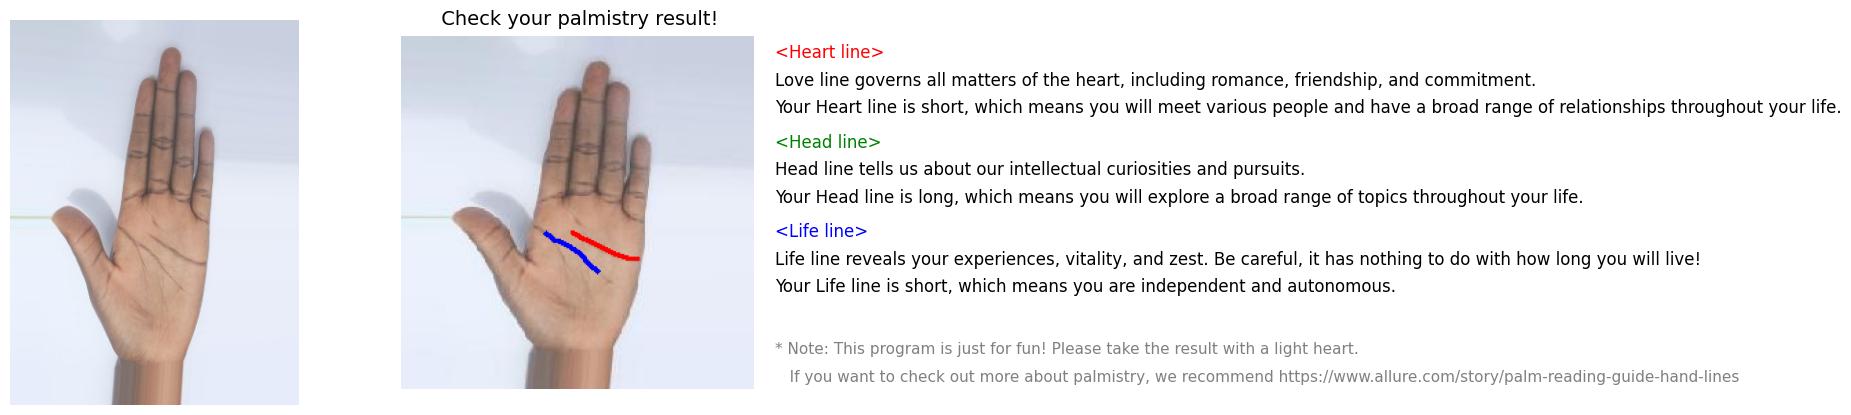 Check your palmistry result!
<Heart line>
Love line governs all matters of the heart, including romance, friendship, and commitment.
Your Heart line is short, which means you will meet various people and have a broad range of relationships throughout your life.
<Head line>
Head line tells us about our intellectual curiosities and pursuits.
Your Head line is long, which means you will explore a broad range of topics throughout your life.
<Life line>
Life line reveals your experiences, vitality, and zest. Be careful, it has nothing to do with how long you will live!
Your Life line is short, which means you are independent and autonomous.
* Note: This program is just for fun! Please take the result with a light heart.
If you want to check out more about palmistry, we recommend https://www.allure.com/story/palm-reading-guide-hand-lines